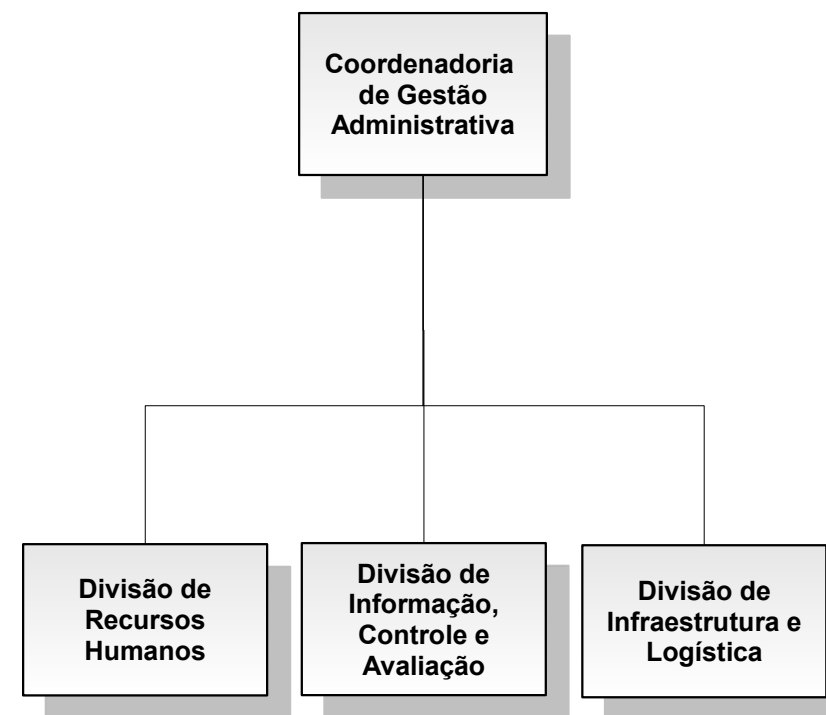 Coordenadoria
de Gestão
Administrativa
Divisão de
Recursos
Humanos
Divisão de
Informação,
Controle e
Avaliação
Divisão de
Infraestrutura e
Logística